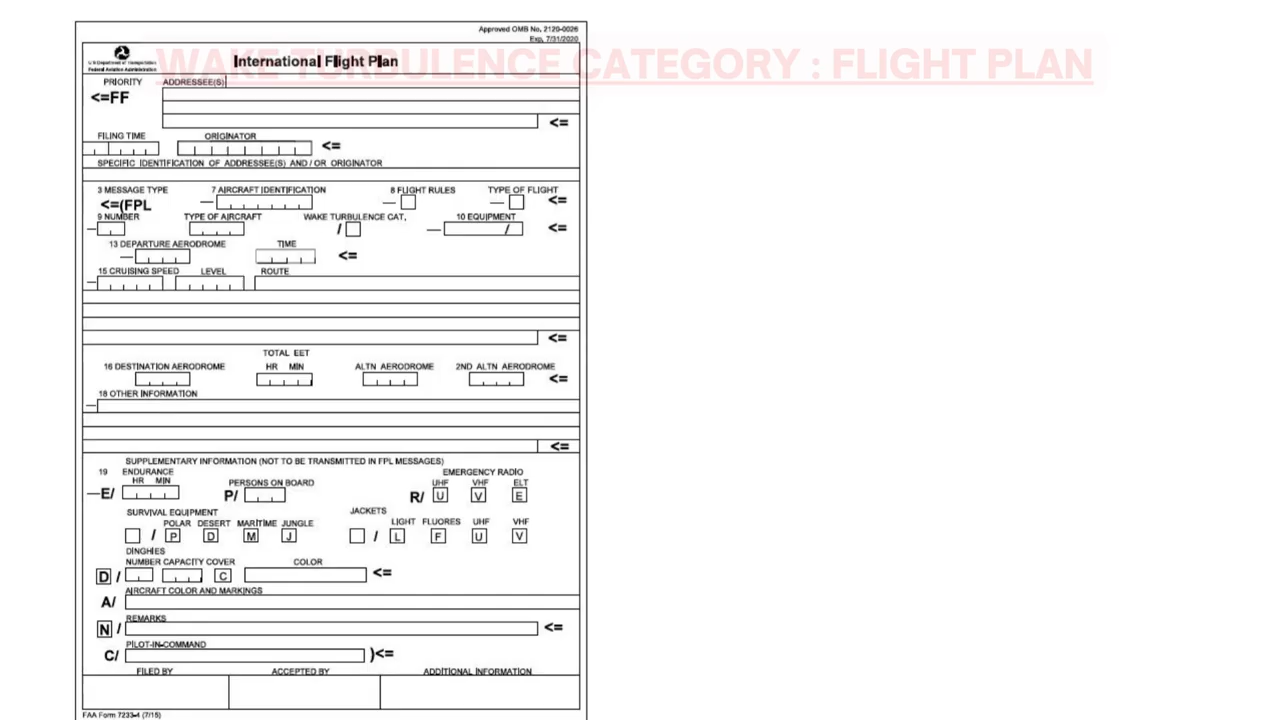 Approved OMB No. 2120-0026
Exp. 7/31/2020
WAKE TURBULENCE CATEGORY : FLIGHT PLAN
U.S Department of Transportation
Federal Aviation Administration
International Flight Plan
PRIORITY ADDRESSEE(S)
<=FF
<=
FILING TIME ORIGINATOR
<=
SPECIFIC IDENTIFICATION OF ADDRESSEE(S) AND / OR ORIGINATOR
3 MESSAGE TYPE 7 AIRCRAFT IDENTIFICATION 8 FLIGHT RULES TYPE OF FLIGHT
<=(FPL — — — <=
9 NUMBER TYPE OF AIRCRAFT WAKE TURBULENCE CAT. 10 EQUIPMENT
— / — / <=
13 DEPARTURE AERODROME TIME
— <=
15 CRUISING SPEED LEVEL ROUTE
—
<=
TOTAL EET
16 DESTINATION AERODROME HR MIN ALTN AERODROME 2ND ALTN AERODROME
<=
18 OTHER INFORMATION
—
<=
SUPPLEMENTARY INFORMATION (NOT TO BE TRANSMITTED IN FPL MESSAGES)
19 ENDURANCE EMERGENCY RADIO
HR MIN PERSONS ON BOARD UHF VHF ELT
—E/ P/ R/ U V E
SURVIVAL EQUIPMENT JACKETS
POLAR DESERT MARITIME JUNGLE LIGHT FLUORES UHF VHF
/ P D M J / L F U V
DINGHIES
NUMBER CAPACITY COVER COLOR
D / C <=
AIRCRAFT COLOR AND MARKINGS
A/
REMARKS
N / <=
PILOT-IN-COMMAND
C/ )<=
FILED BY ACCEPTED BY ADDITIONAL INFORMATION
FAA Form 7233-4 (7/15)